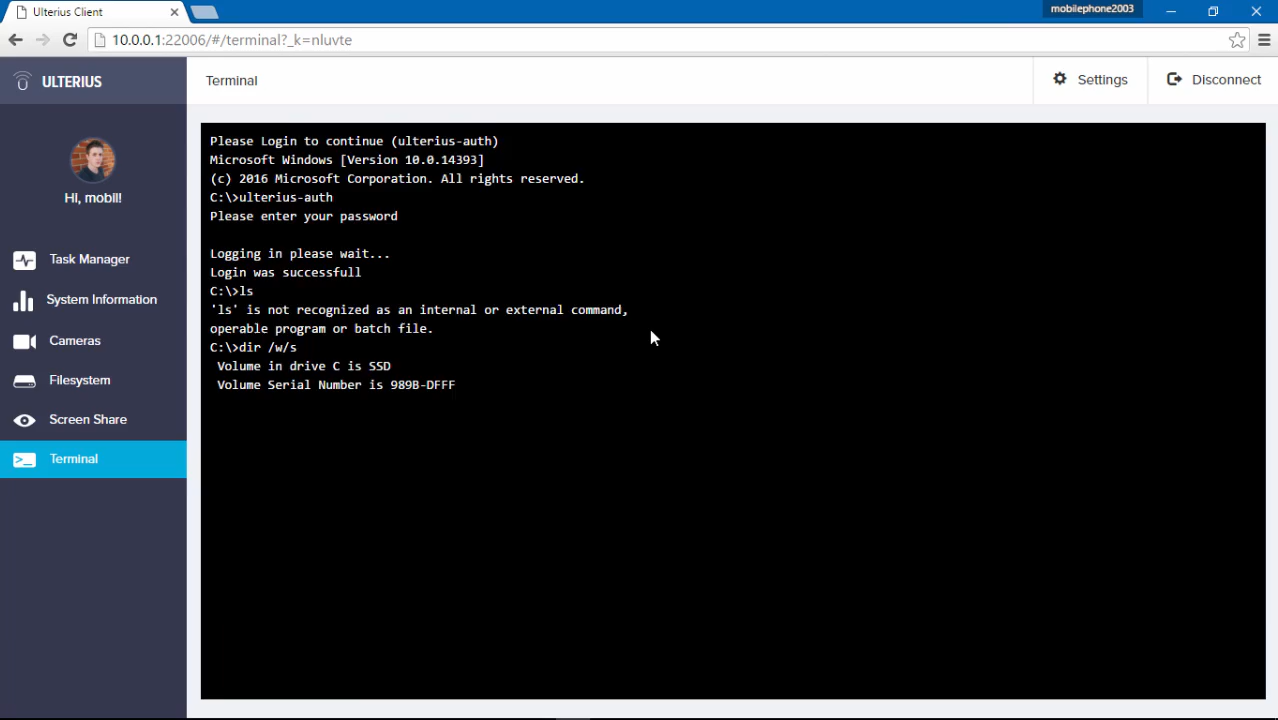 Ulterius Client
mobilephone2003
10.0.0.1:22006/#/terminal?_k=nluvte
ULTERIUS
Terminal
Settings
Disconnect
Hi, mobil!
Task Manager
System Information
Cameras
Filesystem
Screen Share
Terminal
Please Login to continue (ulterius-auth)
Microsoft Windows [Version 10.0.14393]
(c) 2016 Microsoft Corporation. All rights reserved.
C:\>ulterius-auth
Please enter your password
Logging in please wait...
Login was successfull
C:\>ls
'ls' is not recognized as an internal or external command,
operable program or batch file.
C:\>dir /w/s
Volume in drive C is SSD
Volume Serial Number is 989B-DFFF